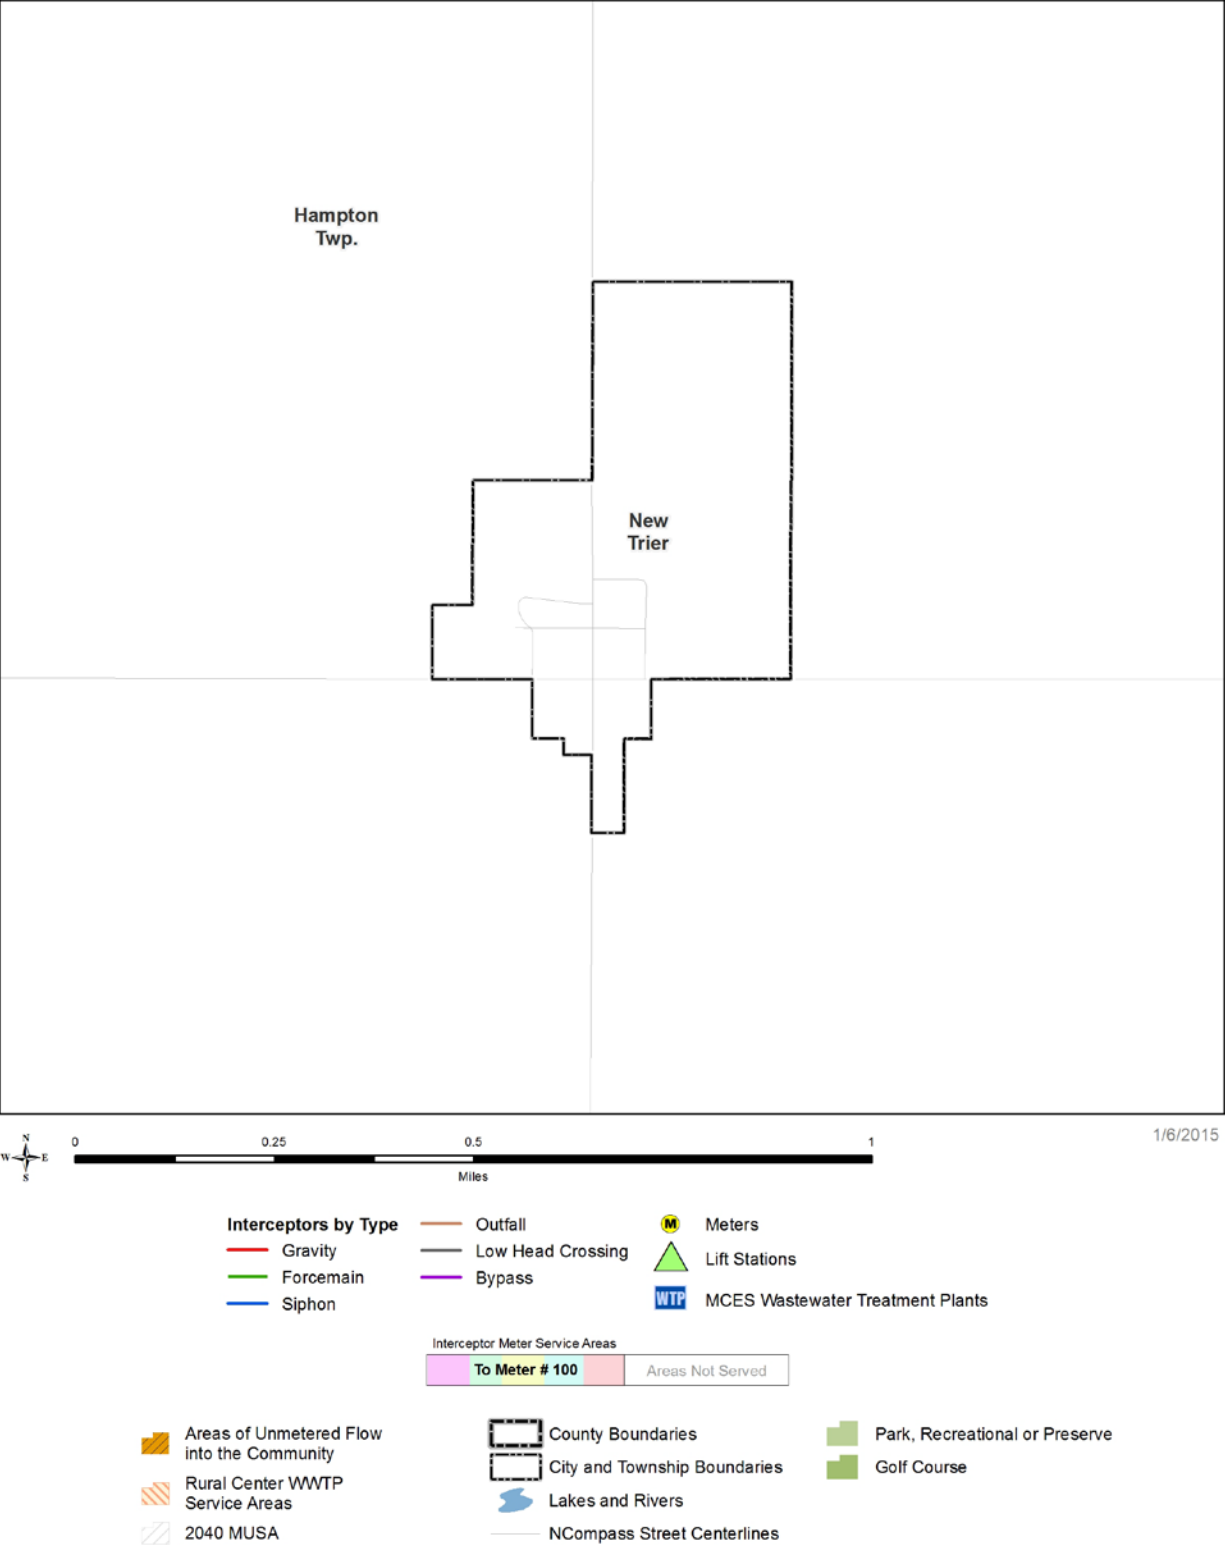 Hampton
Twp.
New
Trier
1/6/2015
N
W E
S
0 0.25 0.5 1
Miles
Interceptors by Type
Gravity
Forcemain
Siphon
Outfall
Low Head Crossing
Bypass
M Meters
Lift Stations
WTP MCES Wastewater Treatment Plants
Interceptor Meter Service Areas
To Meter # 100 Areas Not Served
Areas of Unmetered Flow
into the Community
Rural Center WWTP
Service Areas
2040 MUSA
County Boundaries
City and Township Boundaries
Lakes and Rivers
NCompass Street Centerlines
Park, Recreational or Preserve
Golf Course